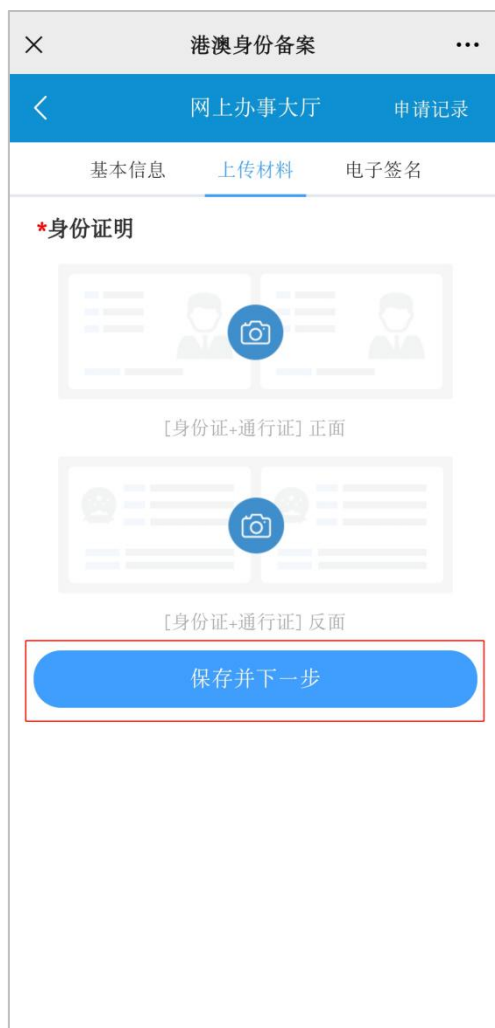 港澳身份备案
网上办事大厅 申请记录
基本信息 上传材料 电子签名
*身份证明
[身份证+通行证] 正面
[身份证+通行证] 反面
保存并下一步